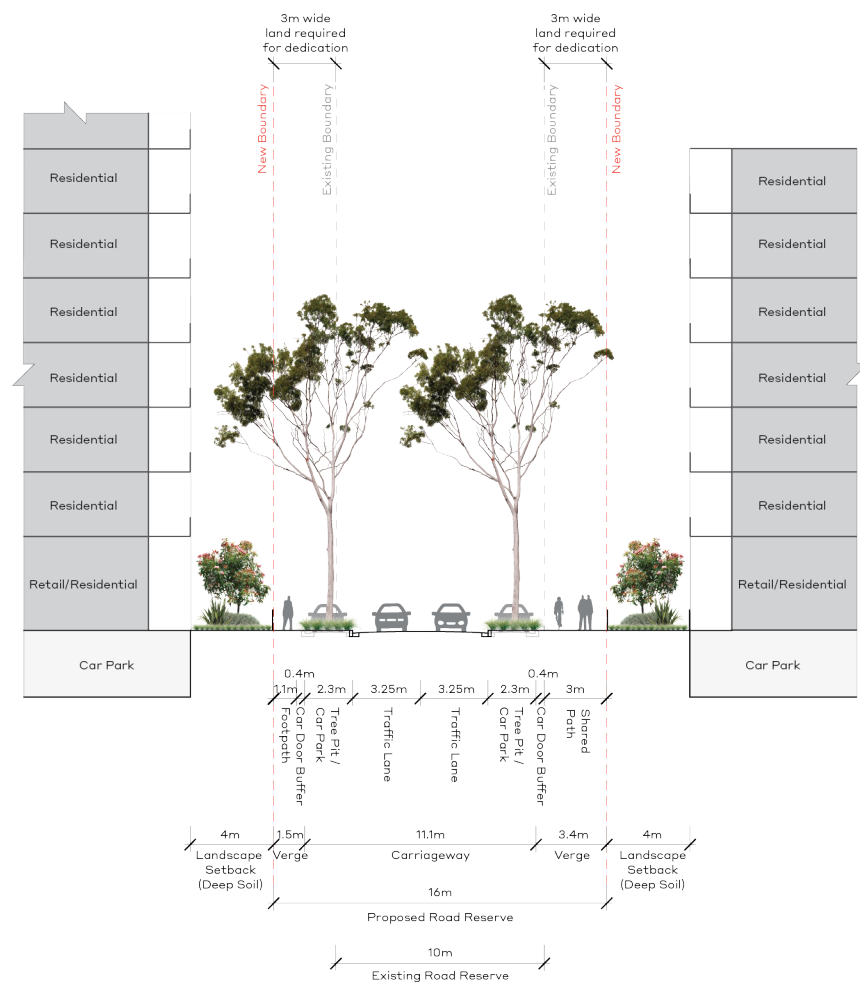 3m wide
land required
for dedication
3m wide
land required
for dedication
New Boundary
Existing Boundary
Existing Boundary
New Boundary
Residential
Residential
Residential
Residential
Residential
Residential
Retail/Residential
Car Park
Residential
Residential
Residential
Residential
Residential
Residential
Retail/Residential
Car Park
0.4m
0.4m
1.1m
2.3m
3.25m
3.25m
2.3m
3m
Footpath
Car Door Buffer
Tree Pit /
Car Park
Traffic Lane
Traffic Lane
Tree Pit /
Car Park
Car Door Buffer
Shared
Path
4m
1.5m
11.1m
3.4m
4m
Landscape
Setback
(Deep Soil)
Verge
Carriageway
Verge
Landscape
Setback
(Deep Soil)
16m
Proposed Road Reserve
10m
Existing Road Reserve